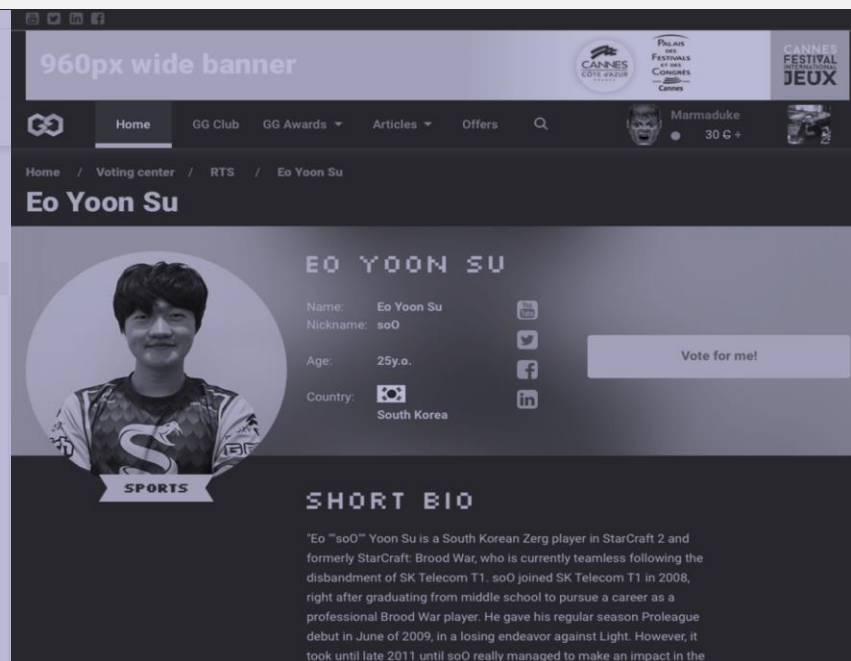 960px wide banner
CANNES
CÔTE D'AZUR
PALAIS
DES
FESTIVALS
ET DES
CONGRÈS
Cannes
CANNES
FESTIVAL
INTERNATIONAL
JEUX
Home
GG Club
GG Awards
Articles
Offers
Marmaduke
30 G +
Home / Voting center / RTS / Eo Yoon Su
Eo Yoon Su
EO YOON SU
Name: Eo Yoon Su
Nickname: soO
Age: 25y.o.
Country:
South Korea
Vote for me!
SPORTS
SHORT BIO
"Eo ""soO"" Yoon Su is a South Korean Zerg player in StarCraft 2 and
formerly StarCraft: Brood War, who is currently teamless following the
disbandment of SK Telecom T1. soO joined SK Telecom T1 in 2008,
right after graduating from middle school to pursue a career as a
professional Brood War player. He gave his regular season Proleague
debut in June of 2009, in a losing endeavor against Light. However, it
took until late 2011 until soO really managed to make an impact in the